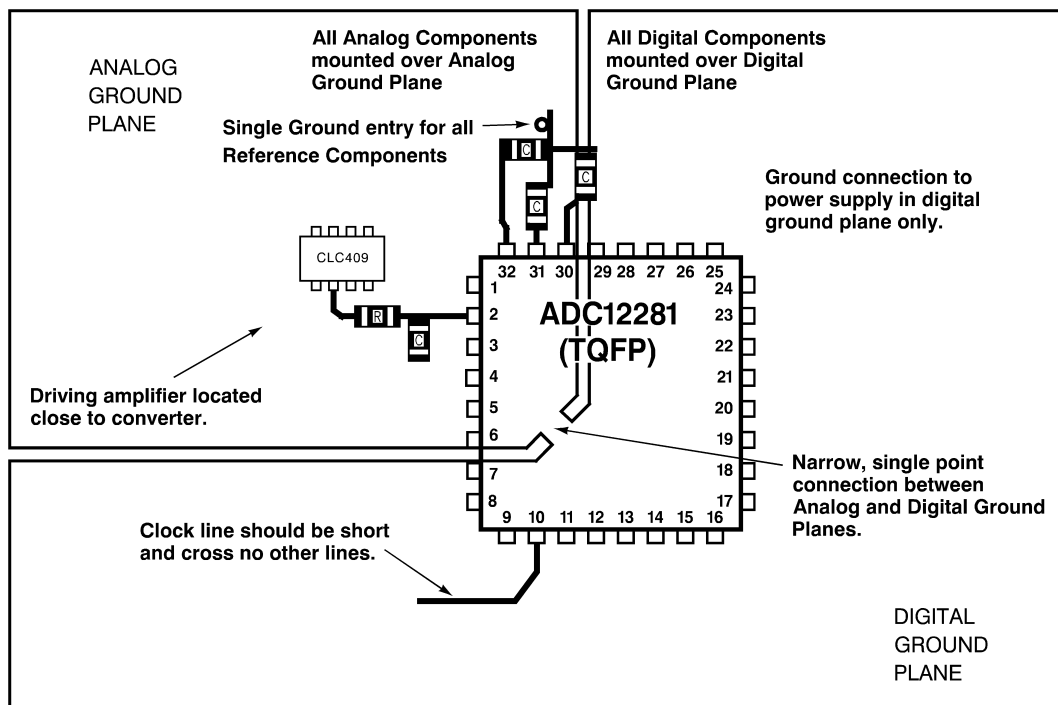 All Analog Components
mounted over Analog
Ground Plane
All Digital Components
mounted over Digital
Ground Plane
ANALOG
GROUND
PLANE
Single Ground entry for all
Reference Components
C
C
C
Ground connection to
power supply in digital
ground plane only.
CLC409
R
C
32 31 30 29 28 27 26 25
1
2
3
4
5
6
7
8
ADC12281
(TQFP)
24
23
22
21
20
19
18
17
9 10 11 12 13 14 15 16
Driving amplifier located
close to converter.
Narrow, single point
connection between
Analog and Digital Ground
Planes.
Clock line should be short
and cross no other lines.
DIGITAL
GROUND
PLANE